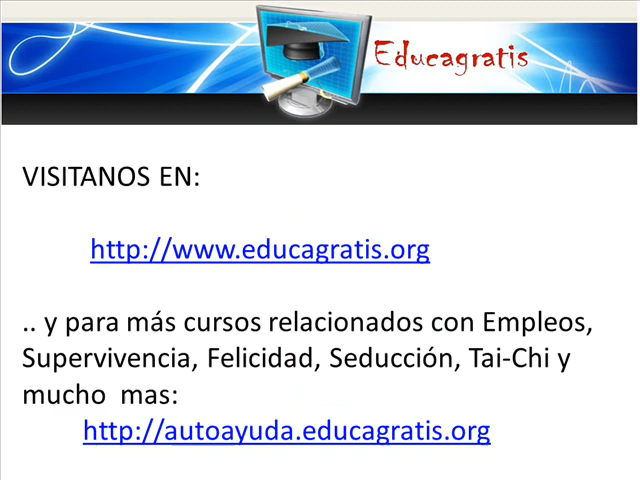 Educagratis
VISITANOS EN:
http://www.educagratis.org
.. y para más cursos relacionados con Empleos,
Supervivencia, Felicidad, Seducción, Tai-Chi y
mucho  mas:
http://autoayuda.educagratis.org